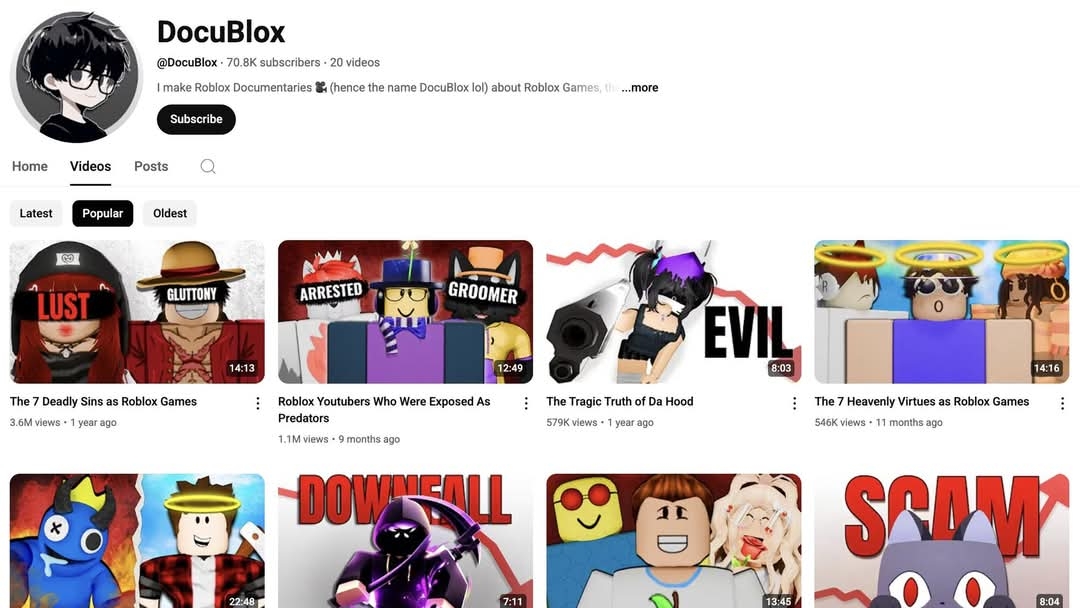 DocuBlox
@DocuBlox · 70.8K subscribers · 20 videos
I make Roblox Documentaries 🎥 (hence the name DocuBlox lol) about Roblox Games, ...more
Subscribe
Home Videos Posts
Latest Popular Oldest
LUST GLUTTONY
14:13
ARRESTED GROOMER
12:49
EVIL
8:03
14:16
The 7 Deadly Sins as Roblox Games
3.6M views • 1 year ago
Roblox Youtubers Who Were Exposed As
Predators
1.1M views • 9 months ago
The Tragic Truth of Da Hood
579K views • 1 year ago
The 7 Heavenly Virtues as Roblox Games
546K views • 11 months ago
22:48
DOWNFALL
7:11
13:45
SCAM
8:04